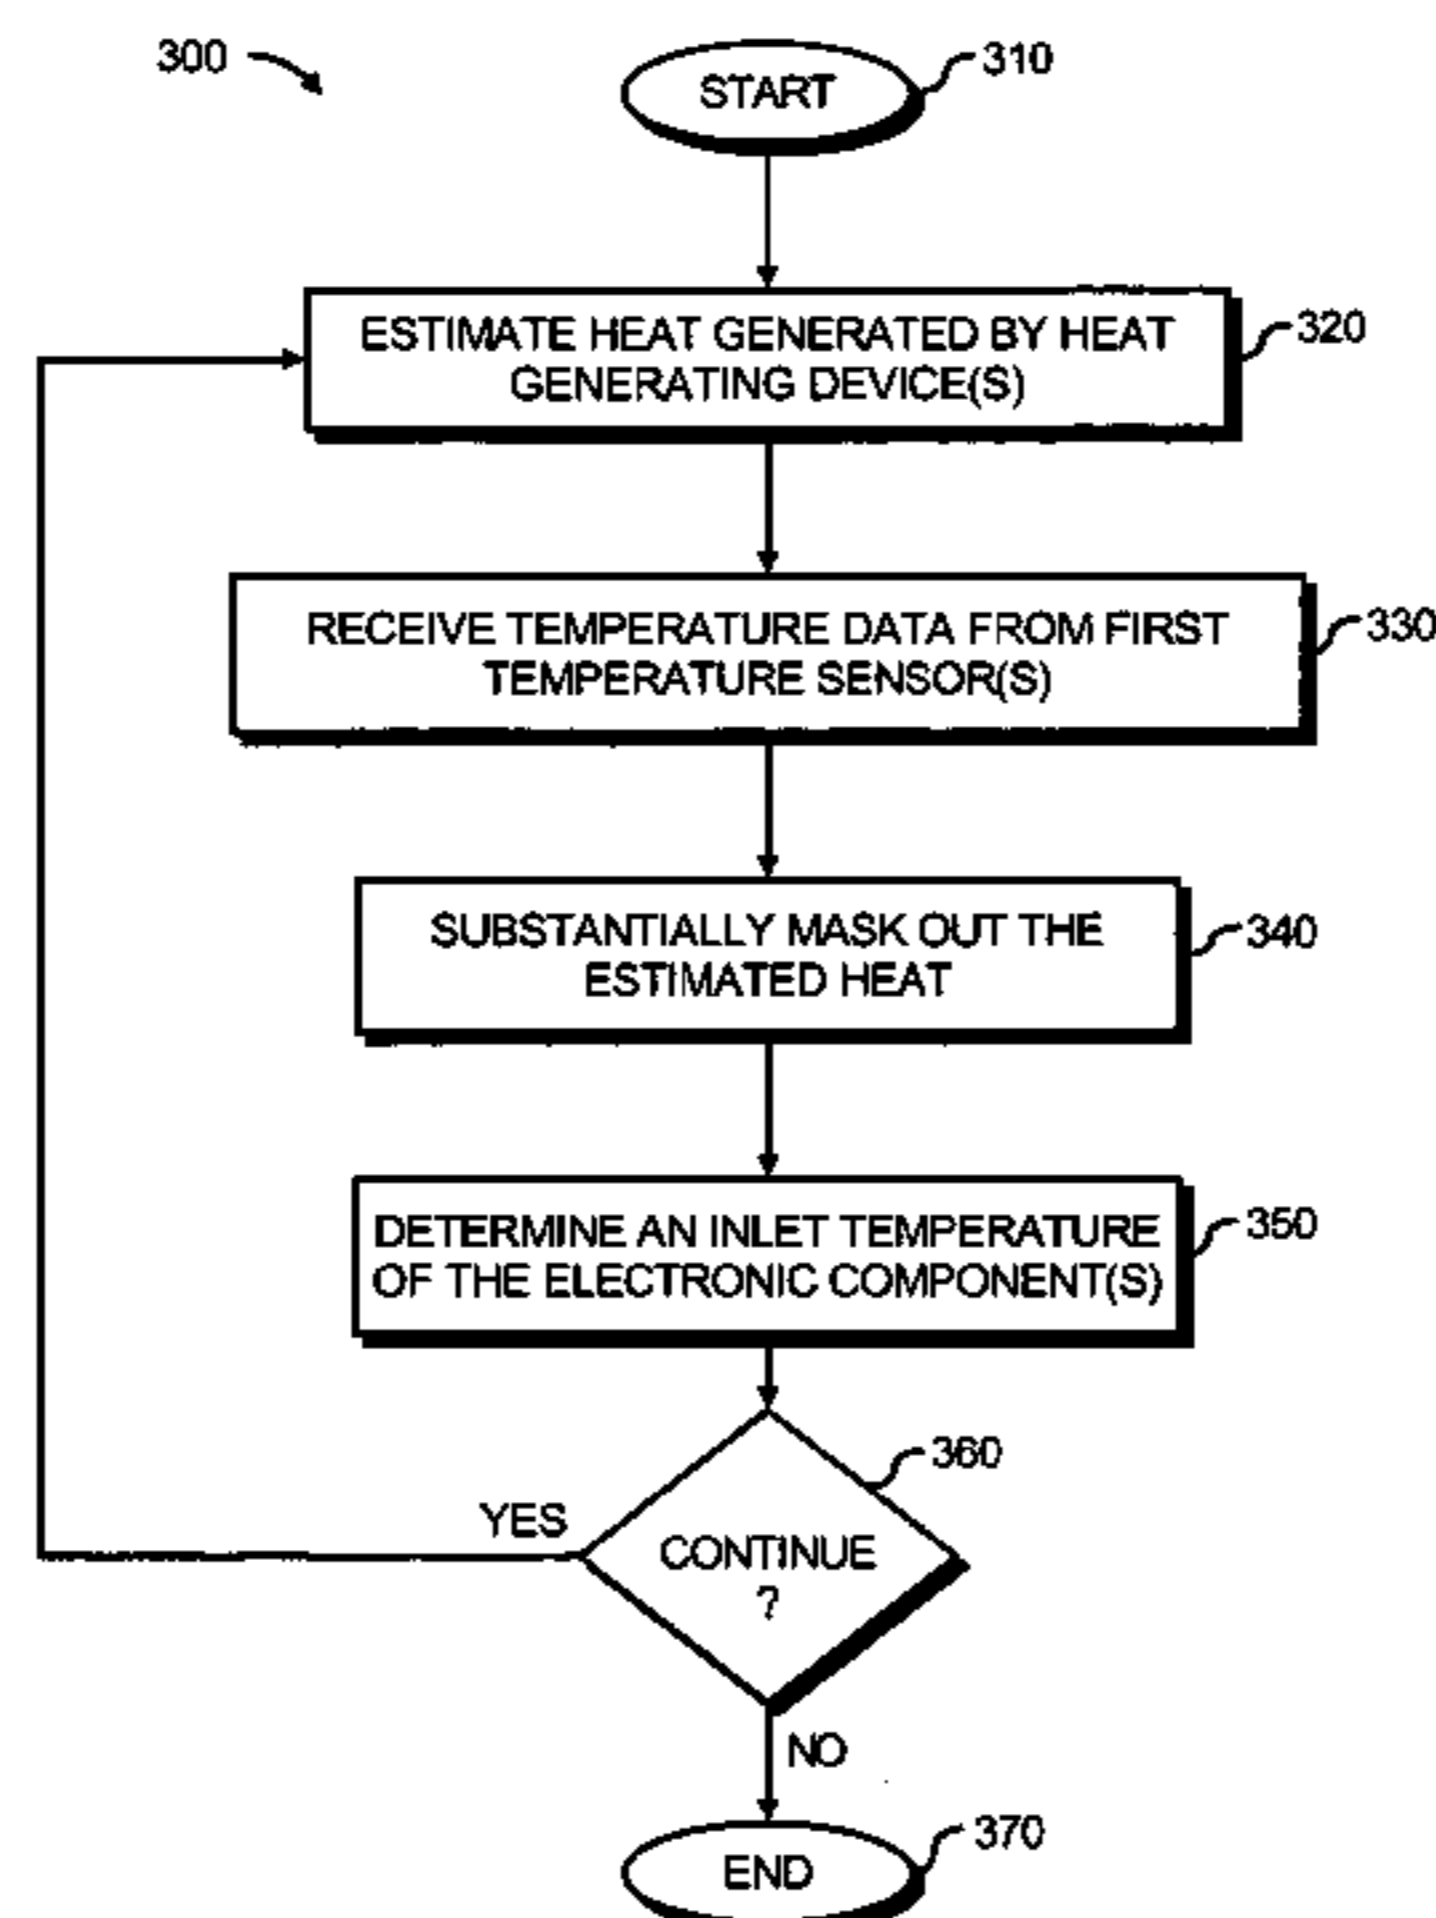 300
START
310
ESTIMATE HEAT GENERATED BY HEAT
GENERATING DEVICE(S)
320
RECEIVE TEMPERATURE DATA FROM FIRST
TEMPERATURE SENSOR(S)
330
SUBSTANTIALLY MASK OUT THE
ESTIMATED HEAT
340
DETERMINE AN INLET TEMPERATURE
OF THE ELECTRONIC COMPONENT(S)
350
360
YES
CONTINUE
?
NO
END
370